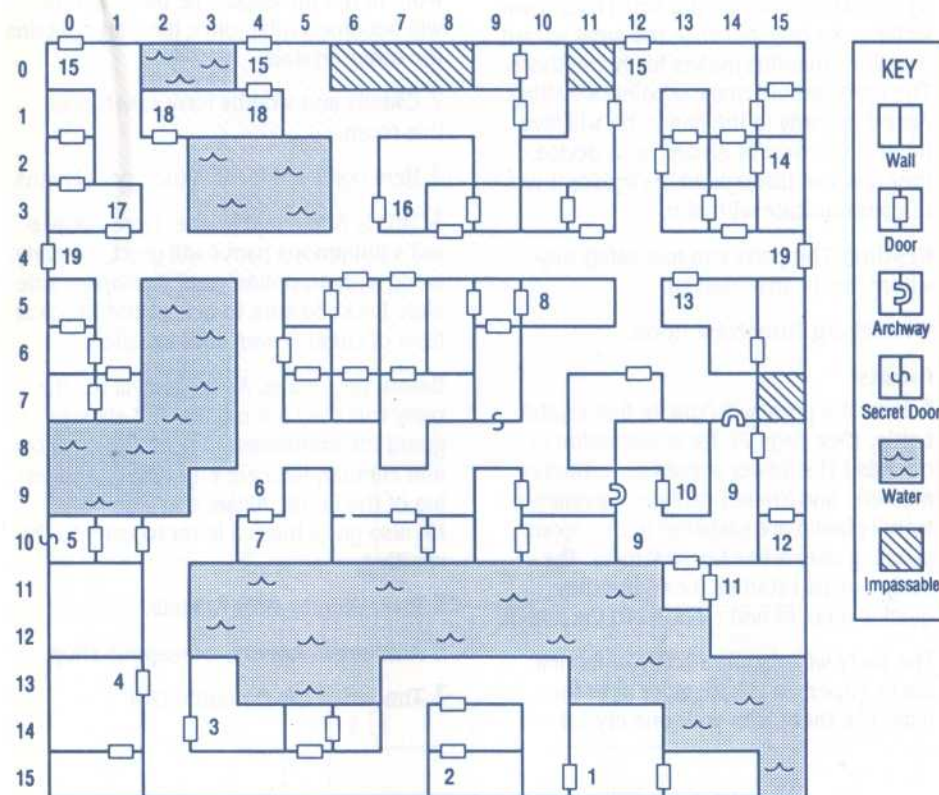 0 1 2 3 4 5 6 7 8 9 10 11 12 13 14 15
0 15 15 15
1 18 18
2 14
3 17 16
4 19 19
5 8 13
6
7
8
9 6 10 9
10 5 7 9 12
11 11
12
13 4
14 3
15 2 1
KEY
Wall
Door
Archway
Secret Door
Water
Impassable